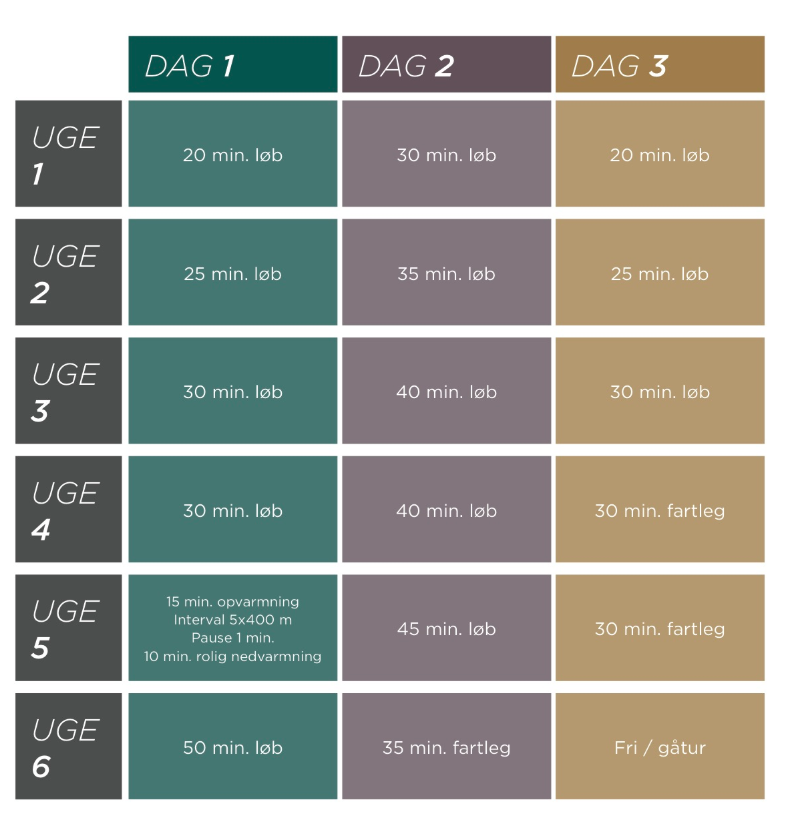 DAG 1
DAG 2
DAG 3
UGE
1
20 min. løb
30 min. løb
20 min. løb
UGE
2
25 min. løb
35 min. løb
25 min. løb
UGE
3
30 min. løb
40 min. løb
30 min. løb
UGE
4
30 min. løb
40 min. løb
30 min. fartleg
UGE
5
15 min. opvarmning
Interval 5x400 m
Pause 1 min.
10 min. rolig nedvarmning
45 min. løb
30 min. fartleg
UGE
6
50 min. løb
35 min. fartleg
Fri / gåtur